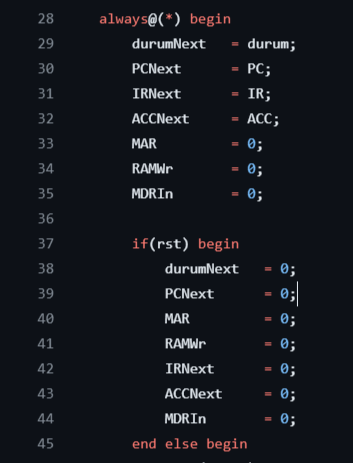 28 always@(*) begin
29 durumNext = durum;
30 PCNext = PC;
31 IRNext = IR;
32 ACCNext = ACC;
33 MAR = 0;
34 RAMWr = 0;
35 MDRIn = 0;
36
37 if(rst) begin
38 durumNext = 0;
39 PCNext = 0;
40 MAR = 0;
41 RAMWr = 0;
42 IRNext = 0;
43 ACCNext = 0;
44 MDRIn = 0;
45 end else begin